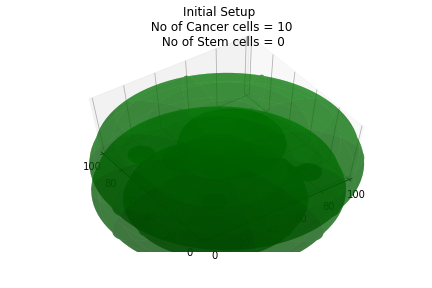 Initial Setup
No of Cancer cells = 10
No of Stem cells = 0
100
80
100
80
0
0